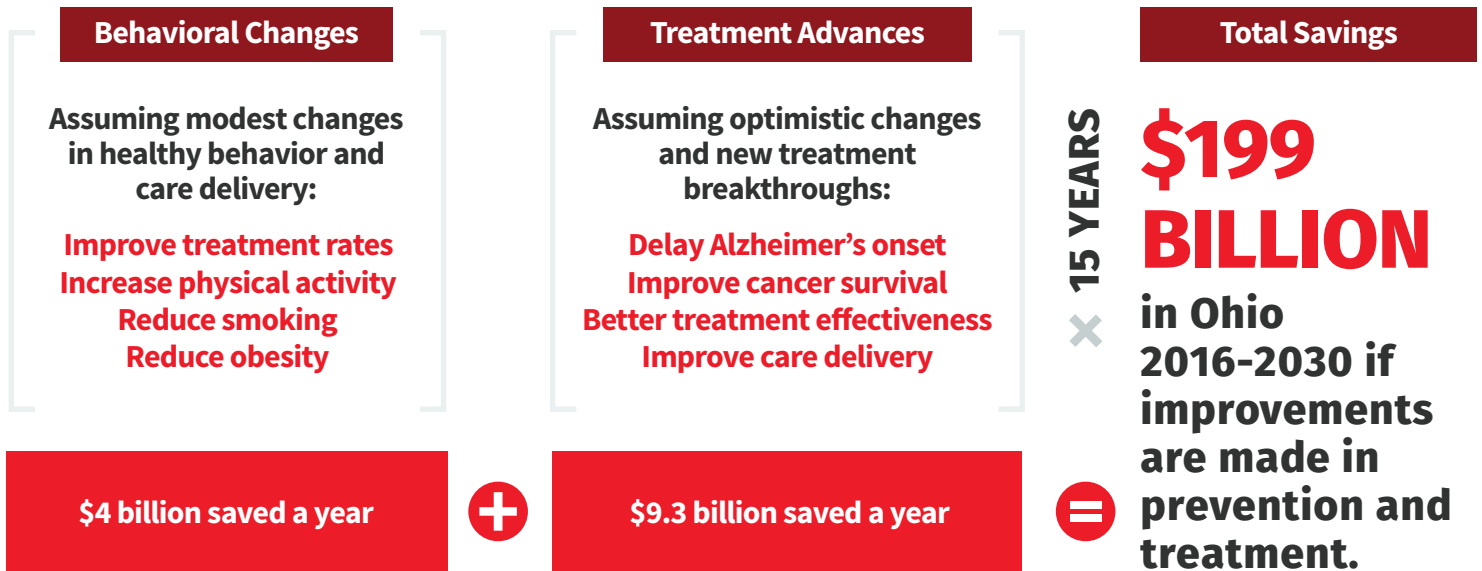 Behavioral Changes
Assuming modest changes
in healthy behavior and
care delivery:
Improve treatment rates
Increase physical activity
Reduce smoking
Reduce obesity
$4 billion saved a year
+
Treatment Advances
Assuming optimistic changes
and new treatment
breakthroughs:
Delay Alzheimer’s onset
Improve cancer survival
Better treatment effectiveness
Improve care delivery
$9.3 billion saved a year
× 15 YEARS
=
Total Savings
$199
BILLION
in Ohio
2016-2030 if
improvements
are made in
prevention and
treatment.